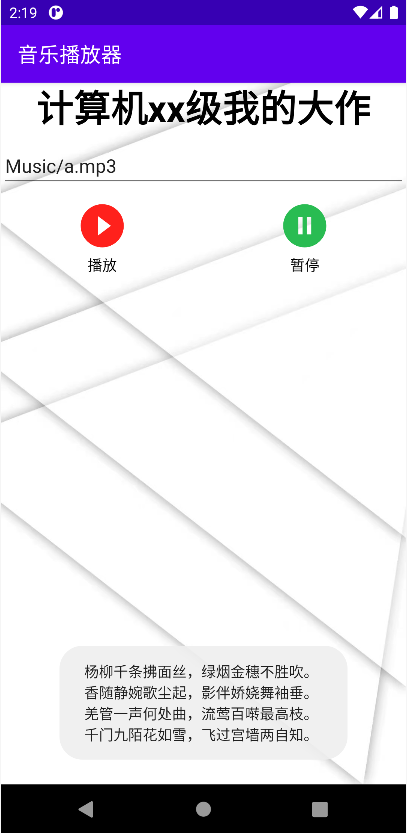 2:19
音乐播放器
计算机xx级我的大作
Music/a.mp3
播放
暂停
杨柳千条拂面丝，绿烟金穗不胜吹。
香随静婉歌尘起，影伴娇娆舞袖垂。
羌管一声何处曲，流莺百啭最高枝。
千门九陌花如雪，飞过宫墙两自知。